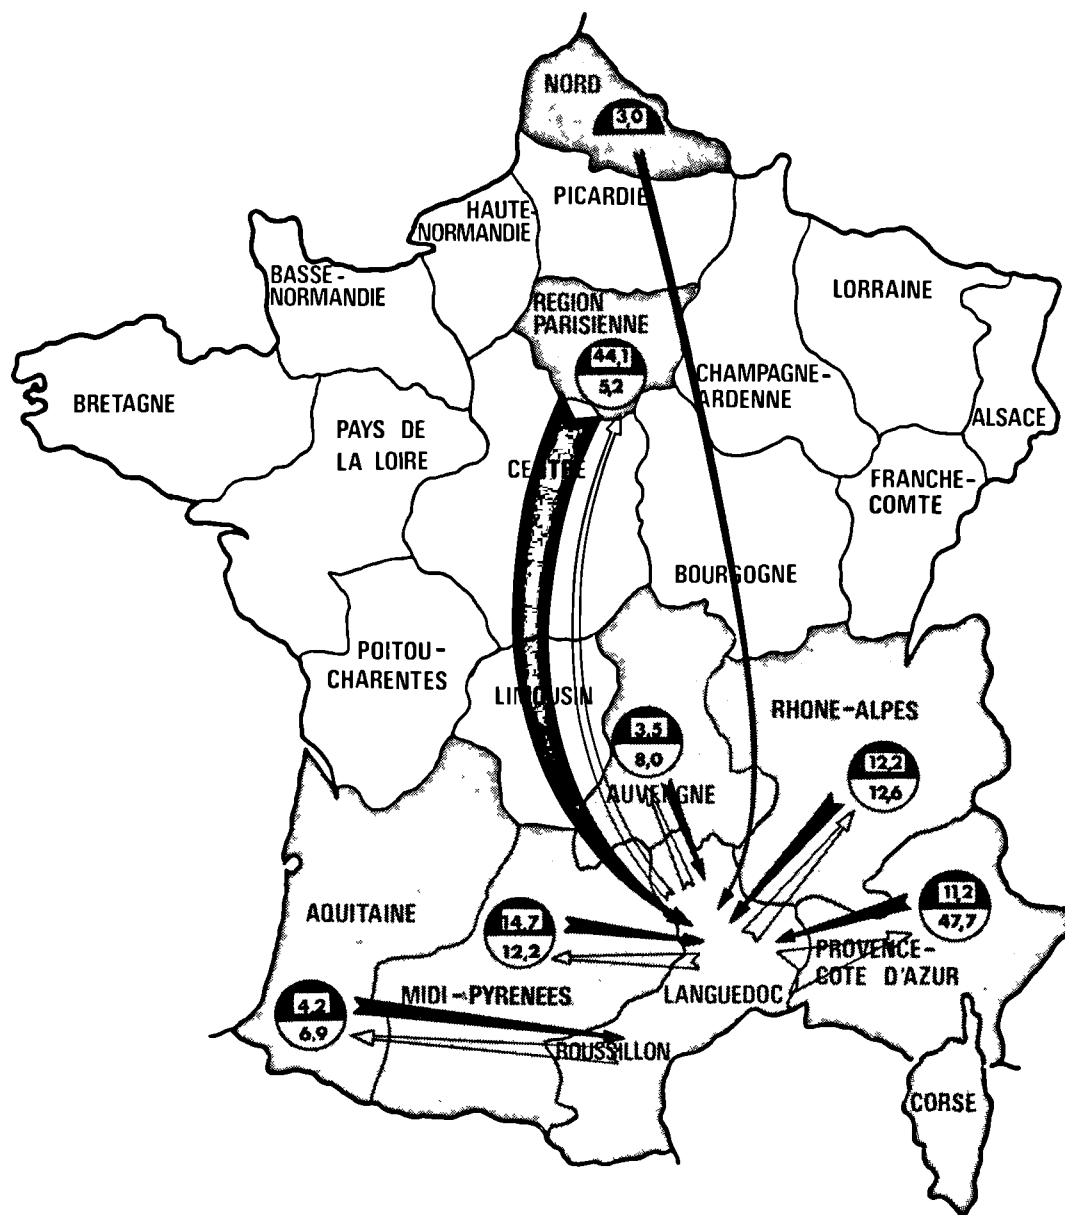 NORD
3,0
PICARDIE
HAUTE-
NORMANDIE
BASSE-
NORMANDIE
REGION
PARISIENNE
44,1
5,2
LORRAINE
CHAMPAGNE-
ARDENNE
ALSACE
BRETAGNE
PAYS DE
LA LOIRE
CENTRE
FRANCHE-
COMTE
BOURGOGNE
POITOU-
CHARENTES
LIMOUSIN
RHONE-ALPES
3,5
8,0
AUVERGNE
12,2
12,6
AQUITAINE
14,7
12,2
11,2
47,7
PROVENCE-
COTE D'AZUR
MIDI-PYRENEES
LANGUEDOC
4,2
6,9
ROUSSILLON
CORSE